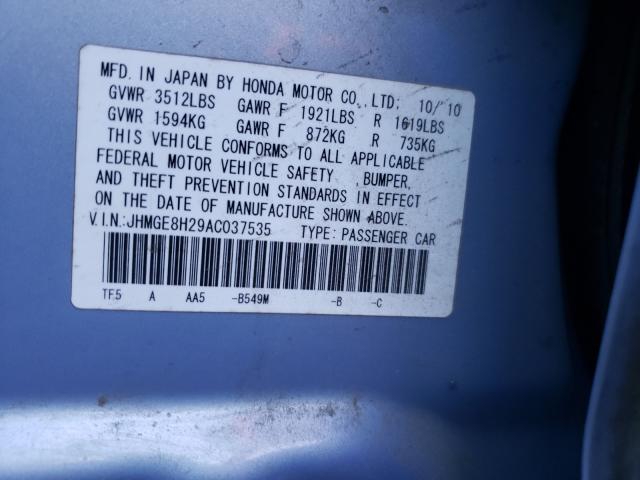 MFD. IN JAPAN BY HONDA MOTOR CO., LTD; 10/'10
GVWR 3512LBS GAWR F 1921LBS R 1619LBS
GVWR 1594KG GAWR F 872KG R 735KG
THIS VEHICLE CONFORMS TO ALL APPLICABLE
FEDERAL MOTOR VEHICLE SAFETY, BUMPER,
AND THEFT PREVENTION STANDARDS IN EFFECT
ON THE DATE OF MANUFACTURE SHOWN ABOVE.
V.I.N.:JHMGE8H29AC037535 TYPE: PASSENGER CAR
TF5 A AA5 -B549M -B -C